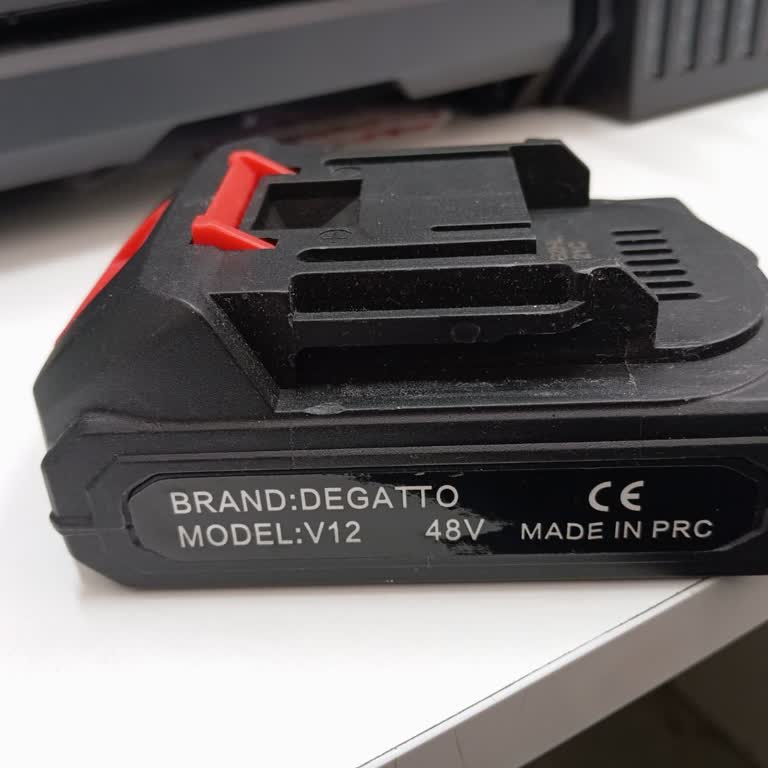 BRAND:DEGATTO CE
MODEL:V12 48V MADE IN PRC